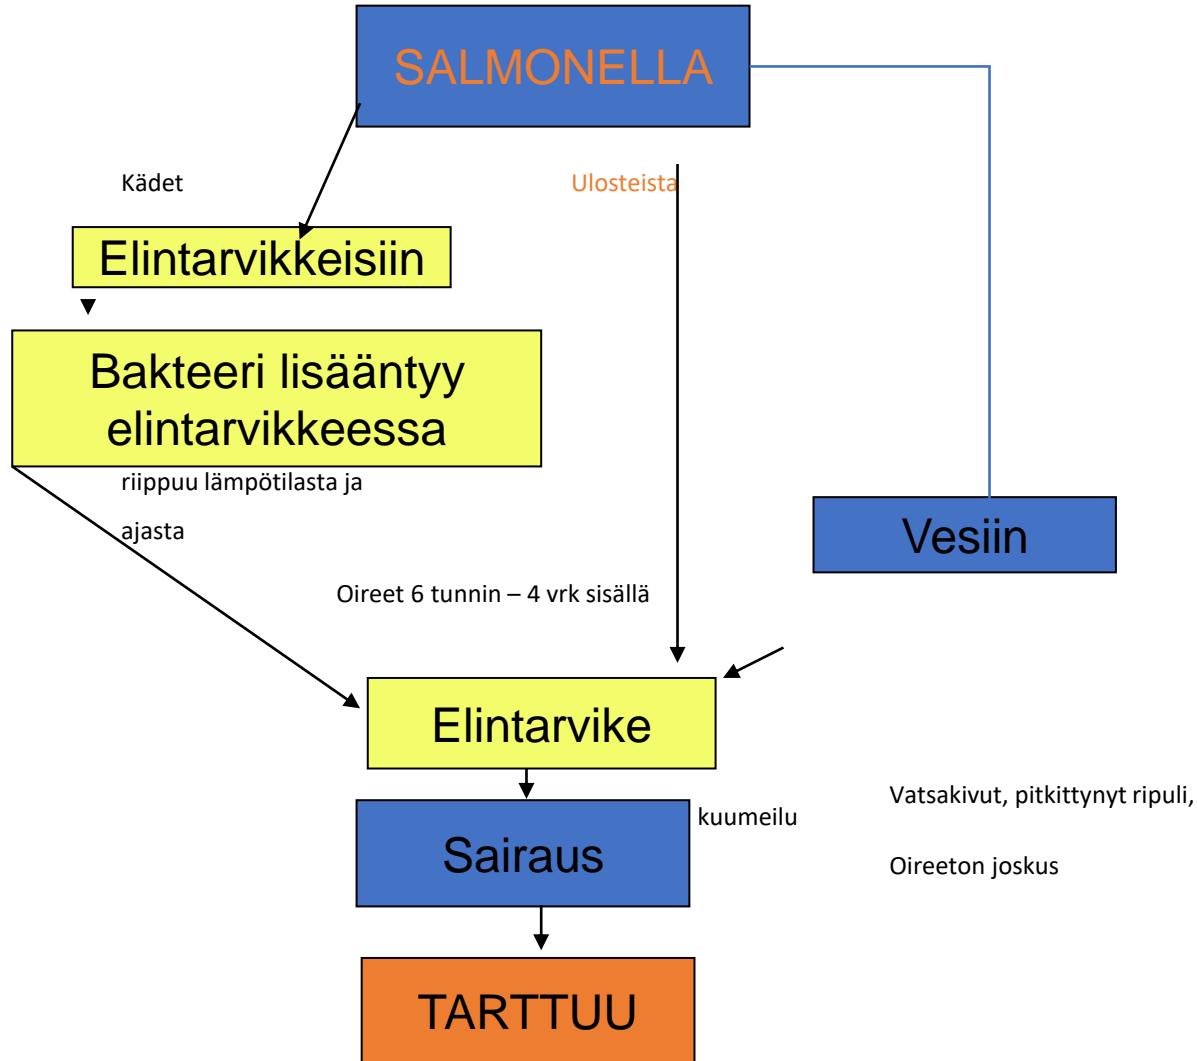 SALMONELLA
Kädet
Ulosteista
Elintarvikkeisiin
Bakteeri lisääntyy
elintarvikkeessa
riippuu lämpötilasta ja
ajasta
Vesiin
Oireet 6 tunnin – 4 vrk sisällä
Elintarvike
Vatsakivut, pitkittynyt ripuli,
kuumeilu
Sairaus
Oireeton joskus
TARTTUU